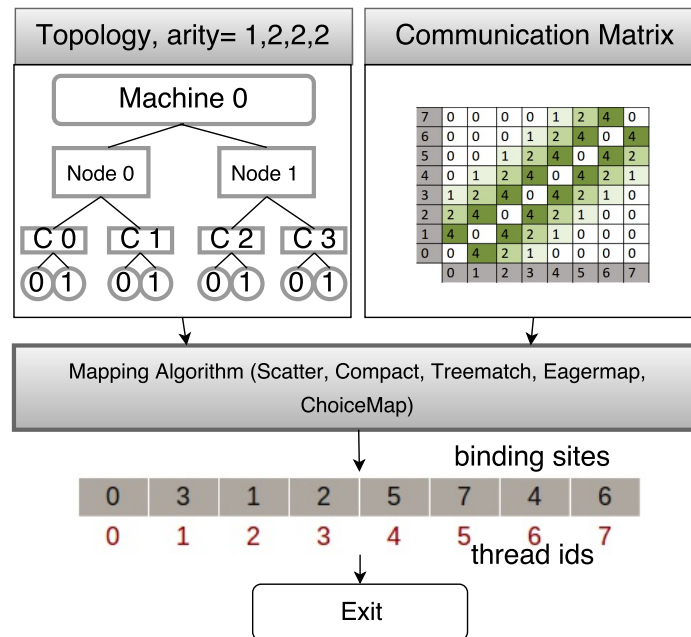 Topology, arity= 1,2,2,2
Machine 0
Node 0 Node 1
C 0 C 1 C 2 C 3
0 1 0 1 0 1 0 1
Communication Matrix
7 0 0 0 0 1 2 4 0
6 0 0 0 1 2 4 0 4
5 0 0 1 2 4 0 4 2
4 0 1 2 4 0 4 2 1
3 1 2 4 0 4 2 1 0
2 2 4 0 4 2 1 0 0
1 4 0 4 2 1 0 0 0
0 0 4 2 1 0 0 0 0
0 1 2 3 4 5 6 7
Mapping Algorithm (Scatter, Compact, Treematch, Eagermap,
ChoiceMap)
binding sites
0 3 1 2 5 7 4 6
0 1 2 3 4 5 6 7
thread ids
Exit